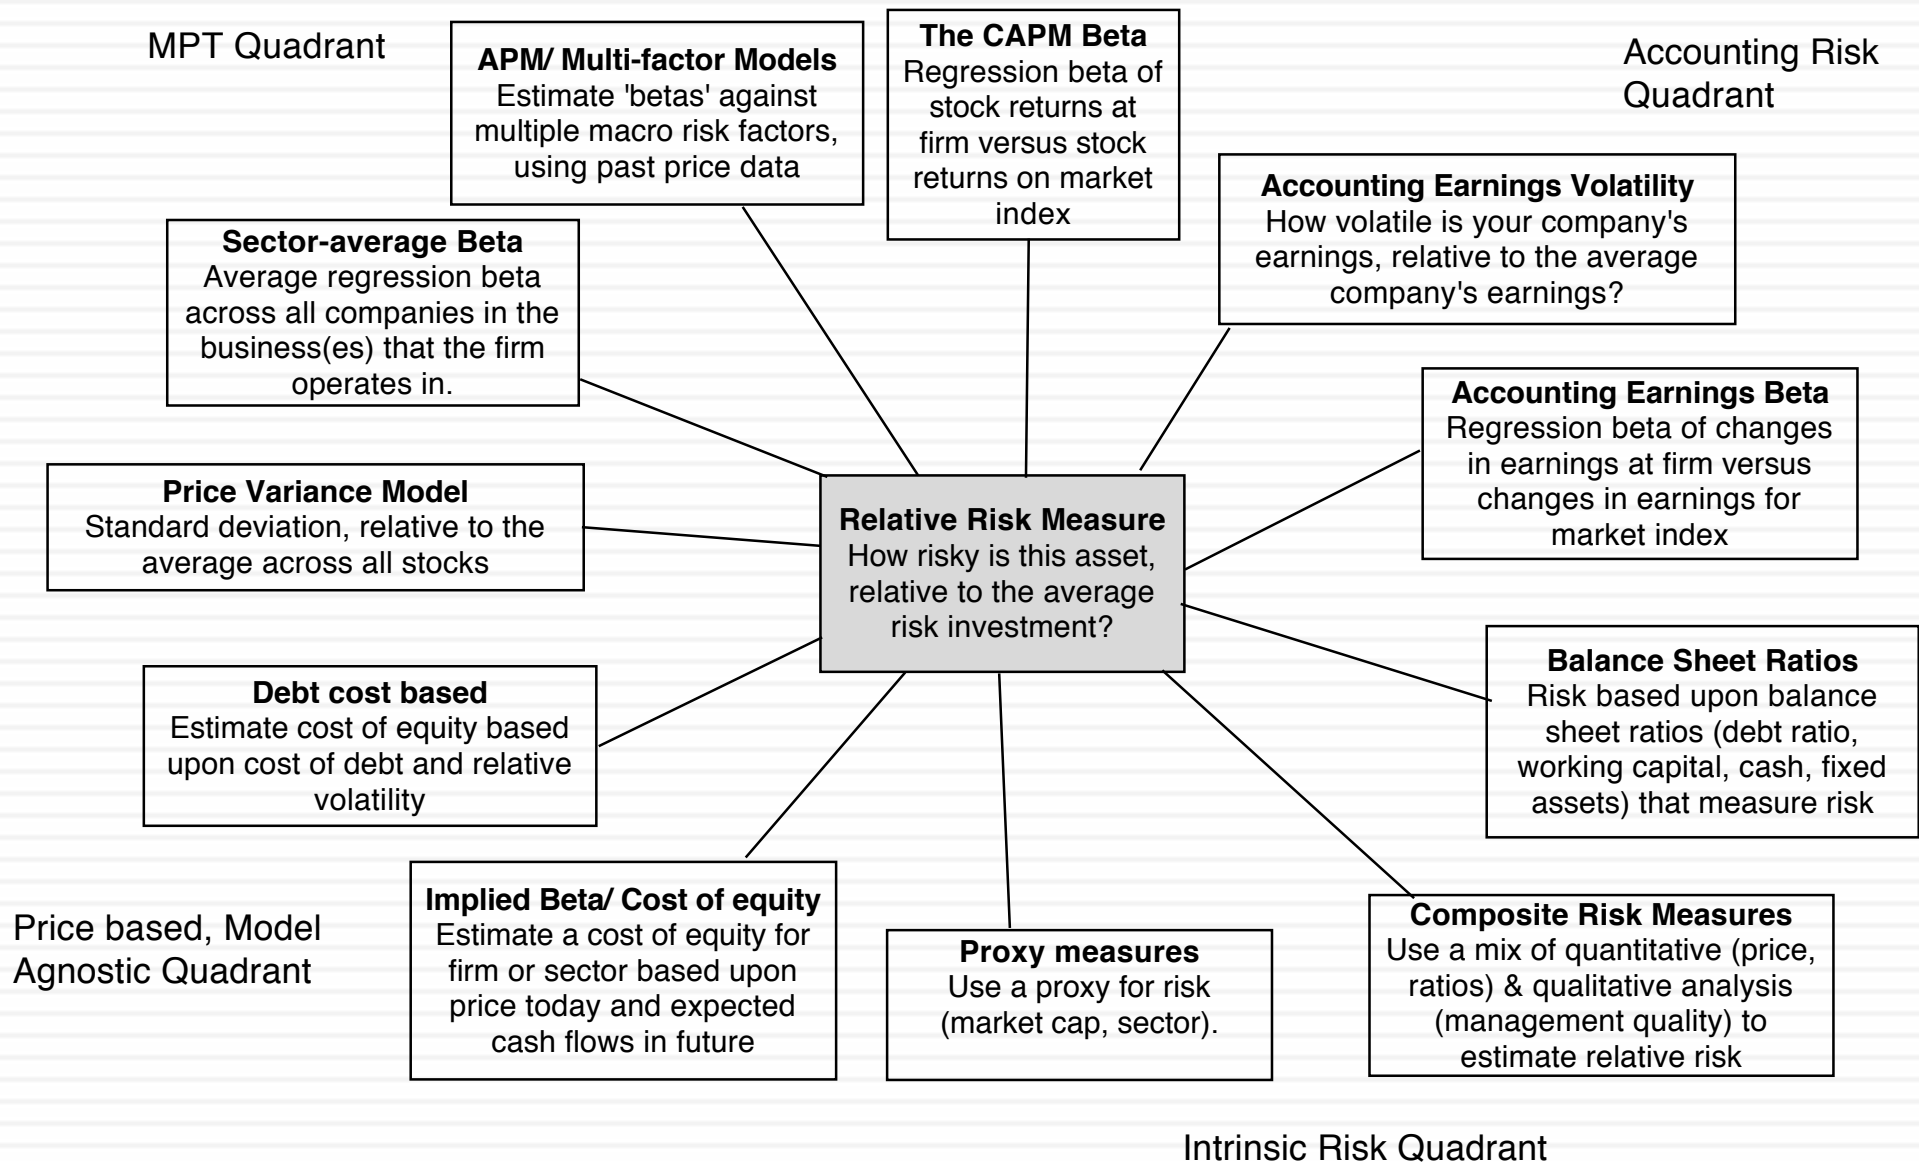 MPT Quadrant
APM/ Multi-factor Models
Estimate 'betas' against
multiple macro risk factors,
using past price data
The CAPM Beta
Regression beta of
stock returns at
firm versus stock
returns on market
index
Accounting Risk
Quadrant
Accounting Earnings Volatility
How volatile is your company's
earnings, relative to the average
company's earnings?
Sector-average Beta
Average regression beta
across all companies in the
business(es) that the firm
operates in.
Accounting Earnings Beta
Regression beta of changes
in earnings at firm versus
changes in earnings for
market index
Price Variance Model
Standard deviation, relative to the
average across all stocks
Relative Risk Measure
How risky is this asset,
relative to the average
risk investment?
Balance Sheet Ratios
Risk based upon balance
sheet ratios (debt ratio,
working capital, cash, fixed
assets) that measure risk
Debt cost based
Estimate cost of equity based
upon cost of debt and relative
volatility
Price based, Model
Agnostic Quadrant
Implied Beta/ Cost of equity
Estimate a cost of equity for
firm or sector based upon
price today and expected
cash flows in future
Proxy measures
Use a proxy for risk
(market cap, sector).
Composite Risk Measures
Use a mix of quantitative (price,
ratios) & qualitative analysis
(management quality) to
estimate relative risk
Intrinsic Risk Quadrant